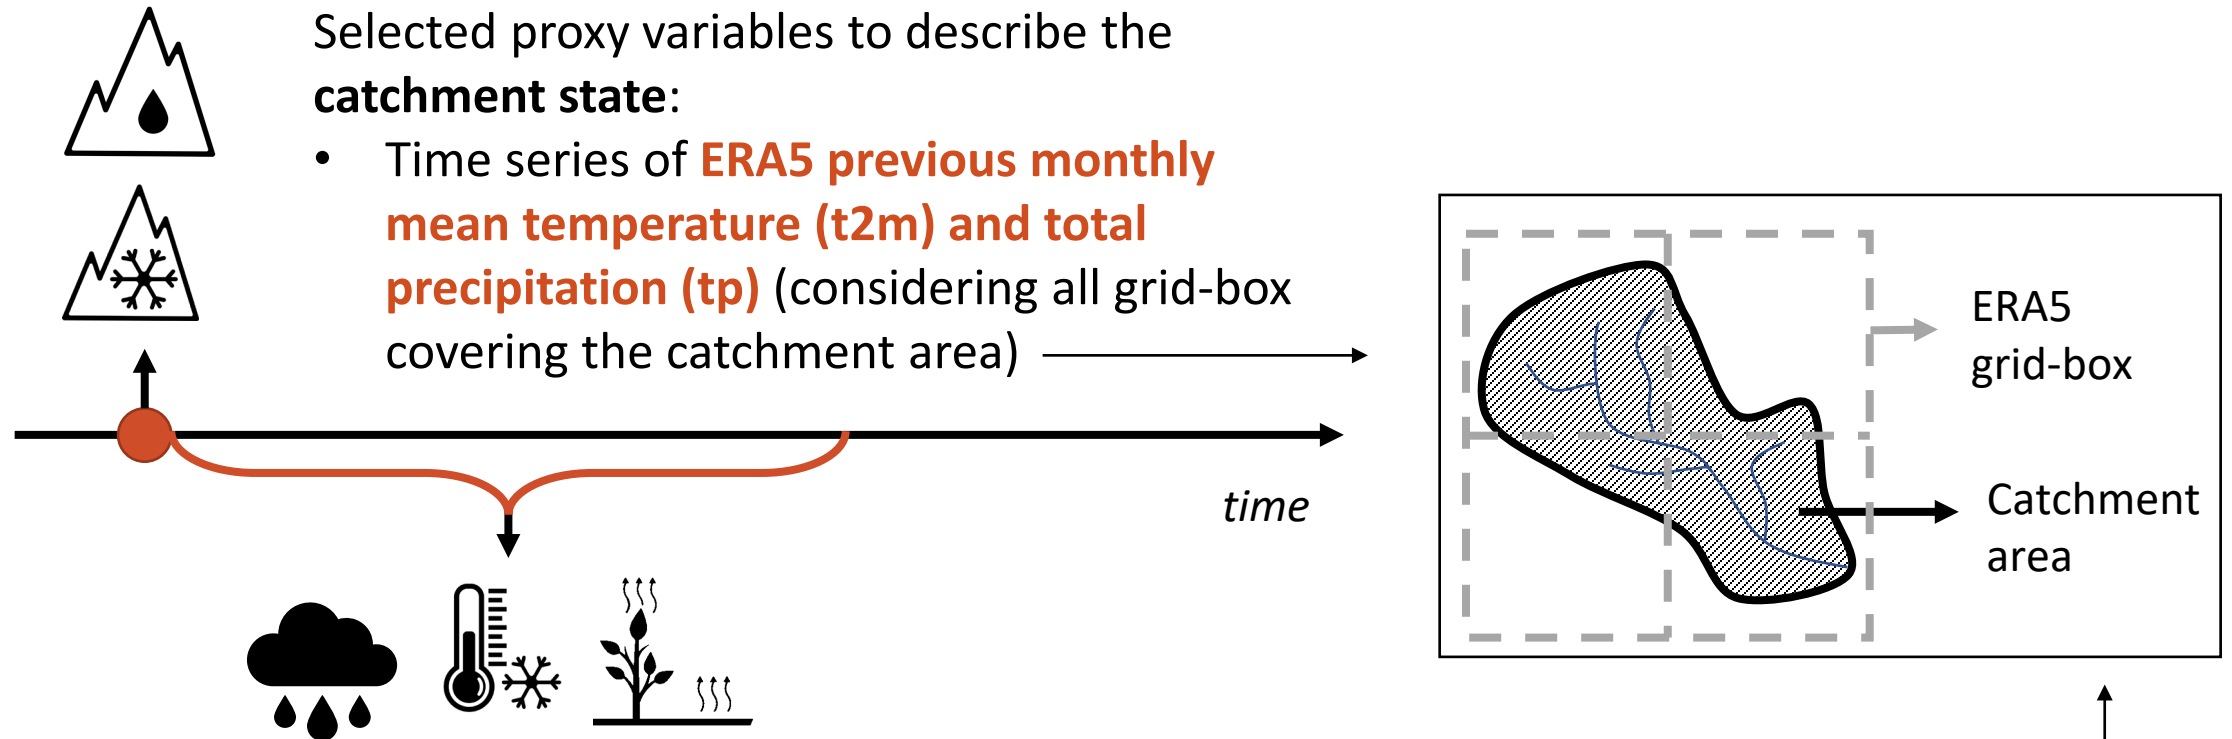 Selected proxy variables to describe the
catchment state:
• Time series of ERA5 previous monthly
mean temperature (t2m) and total
precipitation (tp) (considering all grid-box
covering the catchment area)
time
ERA5
grid-box
Catchment
area